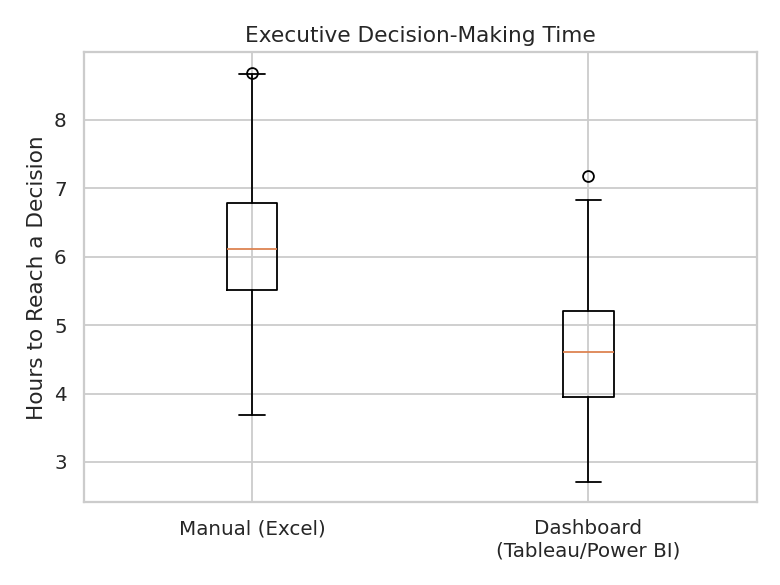 Executive Decision-Making Time
Hours to Reach a Decision
8
7
6
5
4
3
Manual (Excel)
Dashboard
(Tableau/Power BI)